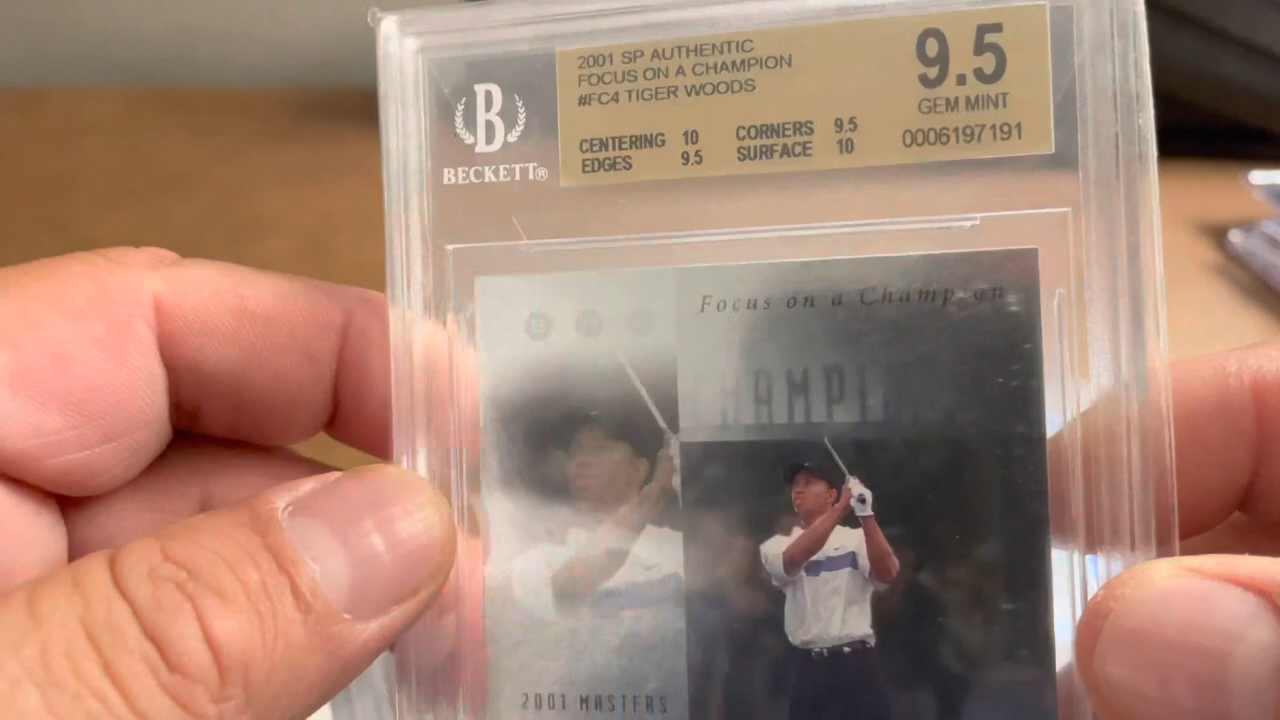 B
BECKETT®
2001 SP AUTHENTIC
FOCUS ON A CHAMPION
#FC4 TIGER WOODS
CENTERING 10 CORNERS 9.5
EDGES 9.5 SURFACE 10
9.5
GEM MINT
0006197191
Focus on a Champion
2001 MASTERS